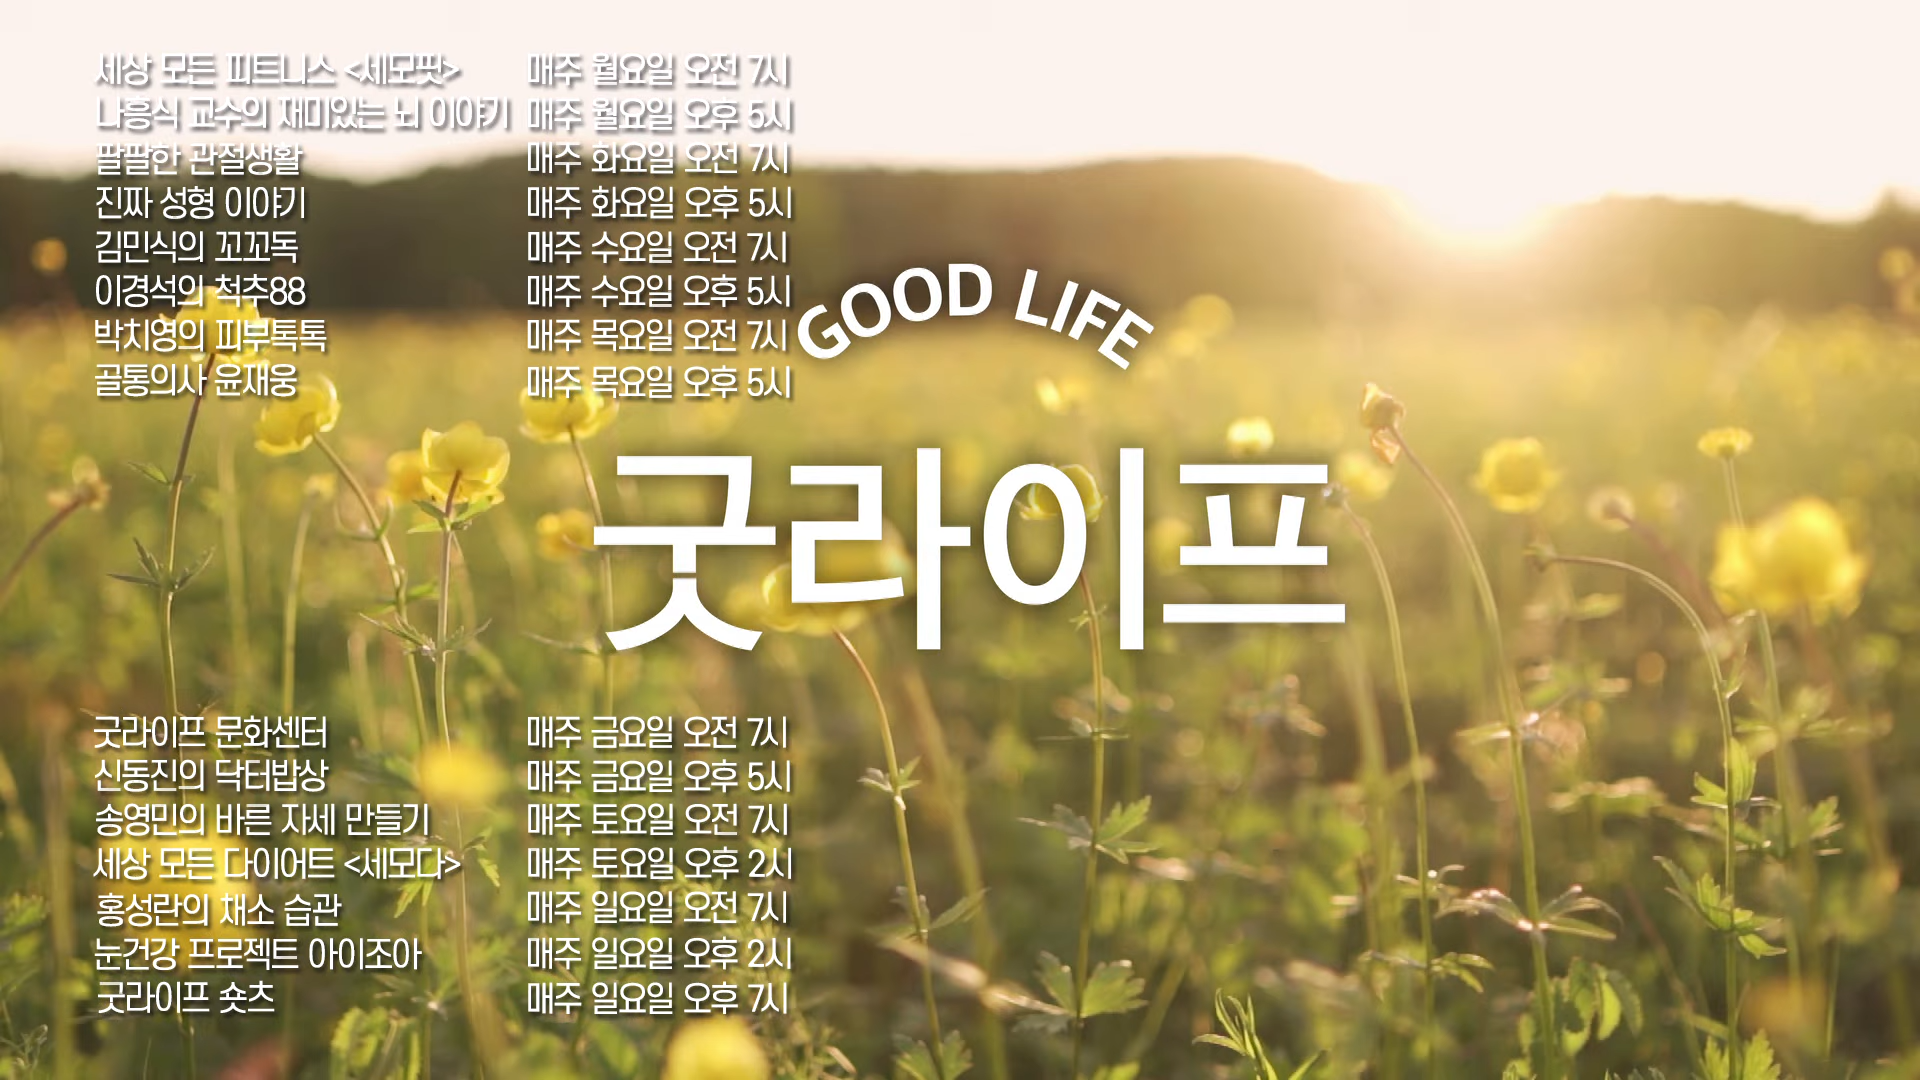 세상 모든 피트니스 <세모핏> 매주 월요일 오전 7시
나흥식 교수의 재미있는 뇌 이야기 매주 월요일 오후 5시
팔팔한 관절생활 매주 화요일 오전 7시
진짜 성형 이야기 매주 화요일 오후 5시
김민식의 꼬꼬독 매주 수요일 오전 7시
이경석의 척추88 매주 수요일 오후 5시
박치영의 피부톡톡 매주 목요일 오전 7시
골통의사 윤재웅 매주 목요일 오후 5시
GOOD LIFE
굿라이프
굿라이프 문화센터 매주 금요일 오전 7시
신동진의 닥터밥상 매주 금요일 오후 5시
송영민의 바른 자세 만들기 매주 토요일 오전 7시
세상 모든 다이어트 <세모다> 매주 토요일 오후 2시
홍성란의 채소 습관 매주 일요일 오전 7시
눈건강 프로젝트 아이조아 매주 일요일 오후 2시
굿라이프 숏츠 매주 일요일 오후 7시